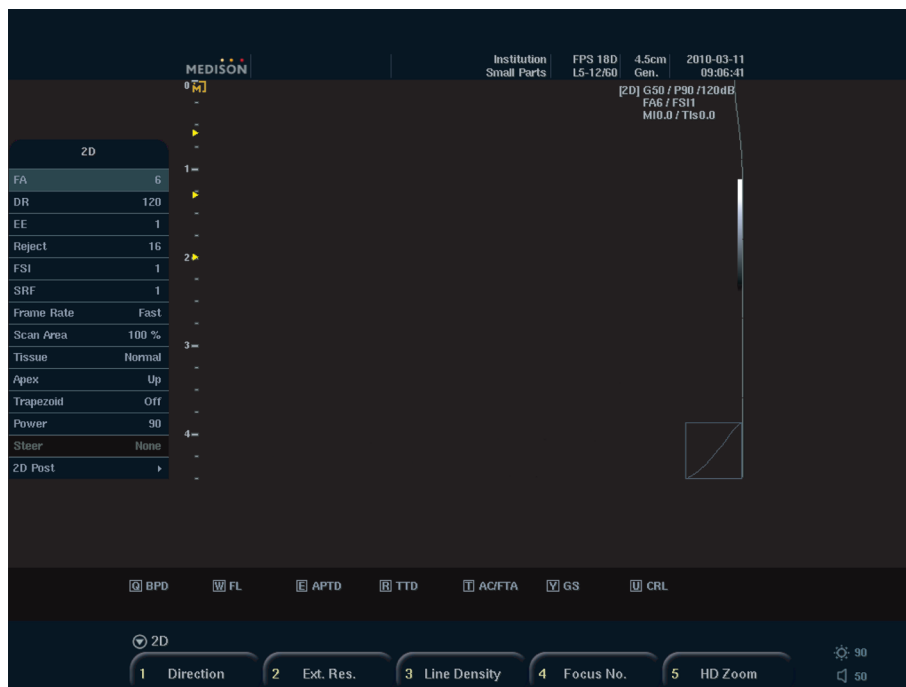 MEDISON
Institution FPS 18D 4.5cm 2010-03-11
Small Parts L5-12/60 Gen. 09:06:41
0 M
[2D] G50 / P90 /120dB
FA6 / FSI1
MI0.0 / TIs0.0
2D
1
FA 6
DR 120
EE 1
Reject 16
2
FSI 1
SRF 1
Frame Rate Fast
Scan Area 100 %
3
Tissue Normal
Apex Up
Trapezoid Off
Power 90
4
Steer None
2D Post
Q BPD W FL E APTD R TTD T AC/FTA Y GS U CRL
2D
90
1 Direction 2 Ext. Res. 3 Line Density 4 Focus No. 5 HD Zoom
50